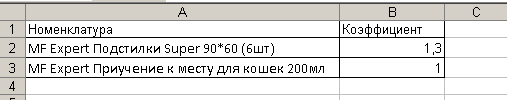 A B C
1 Номенклатура Коэффициент
2 MF Expert Подстилки Super 90*60 (6шт) 1,3
3 MF Expert Приучение к месту для кошек 200мл 1
4
5